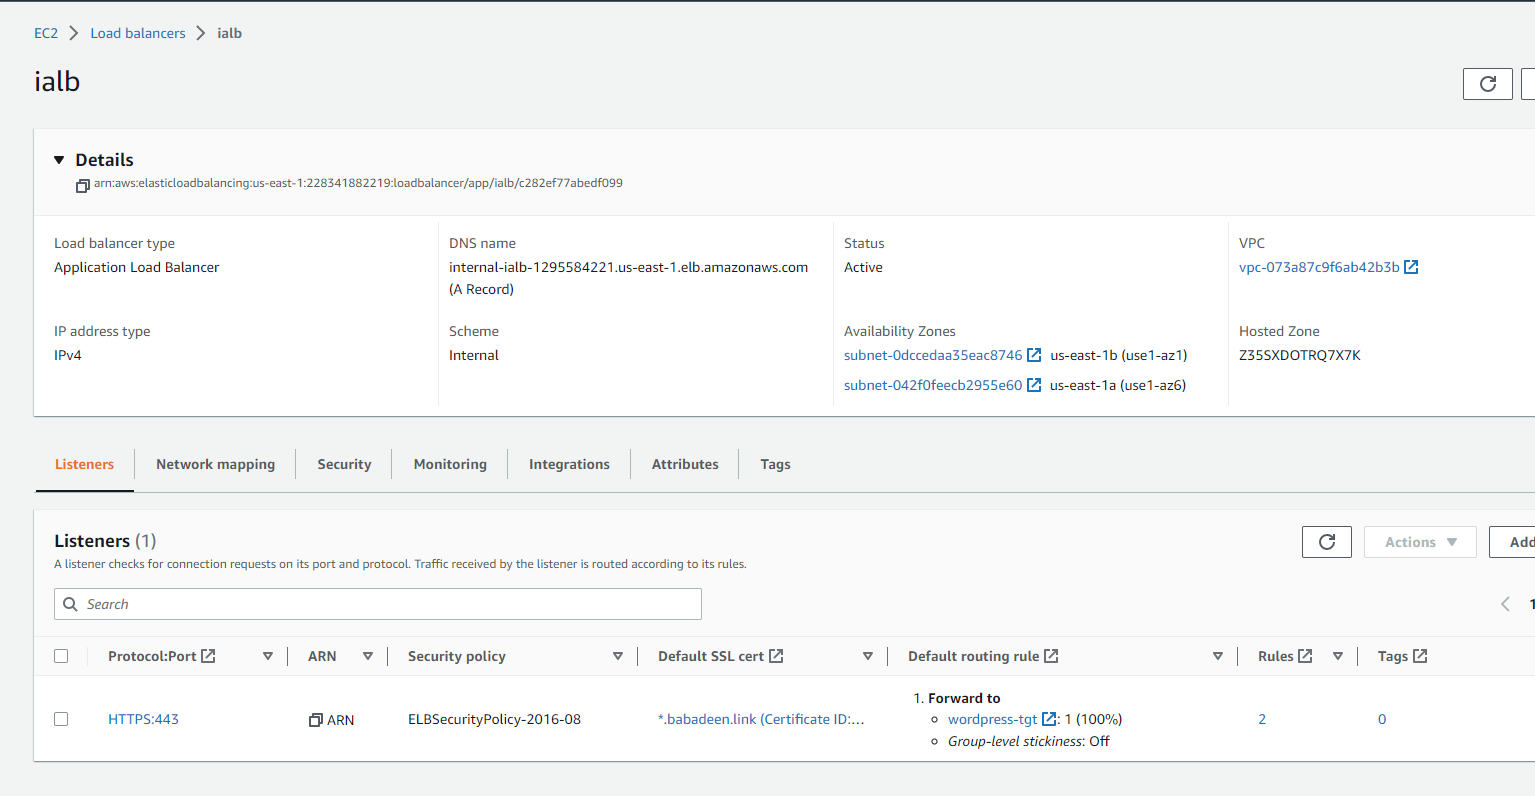 EC2 > Load balancers > ialb
ialb
Details
arn:aws:elasticloadbalancing:us-east-1:228341882219:loadbalancer/app/ialb/c282ef77abedf099
Load balancer type
Application Load Balancer
DNS name
internal-ialb-1295584221.us-east-1.elb.amazonaws.com
(A Record)
Status
Active
VPC
vpc-073a87c9f6ab42b3b
IP address type
IPv4
Scheme
Internal
Availability Zones
subnet-0dccedaa35eac8746 us-east-1b (use1-az1)
subnet-042f0feecb2955e60 us-east-1a (use1-az6)
Hosted Zone
Z35SXDOTRQ7X7K
Listeners Network mapping Security Monitoring Integrations Attributes Tags
Listeners (1)
Actions Add
A listener checks for connection requests on its port and protocol. Traffic received by the listener is routed according to its rules.
Search
1
Protocol:Port ARN Security policy Default SSL cert Default routing rule Rules Tags
HTTPS:443 ARN ELBSecurityPolicy-2016-08 *.babadeen.link (Certificate ID:...
1. Forward to
wordpress-tgt : 1 (100%)
Group-level stickiness: Off
2 0